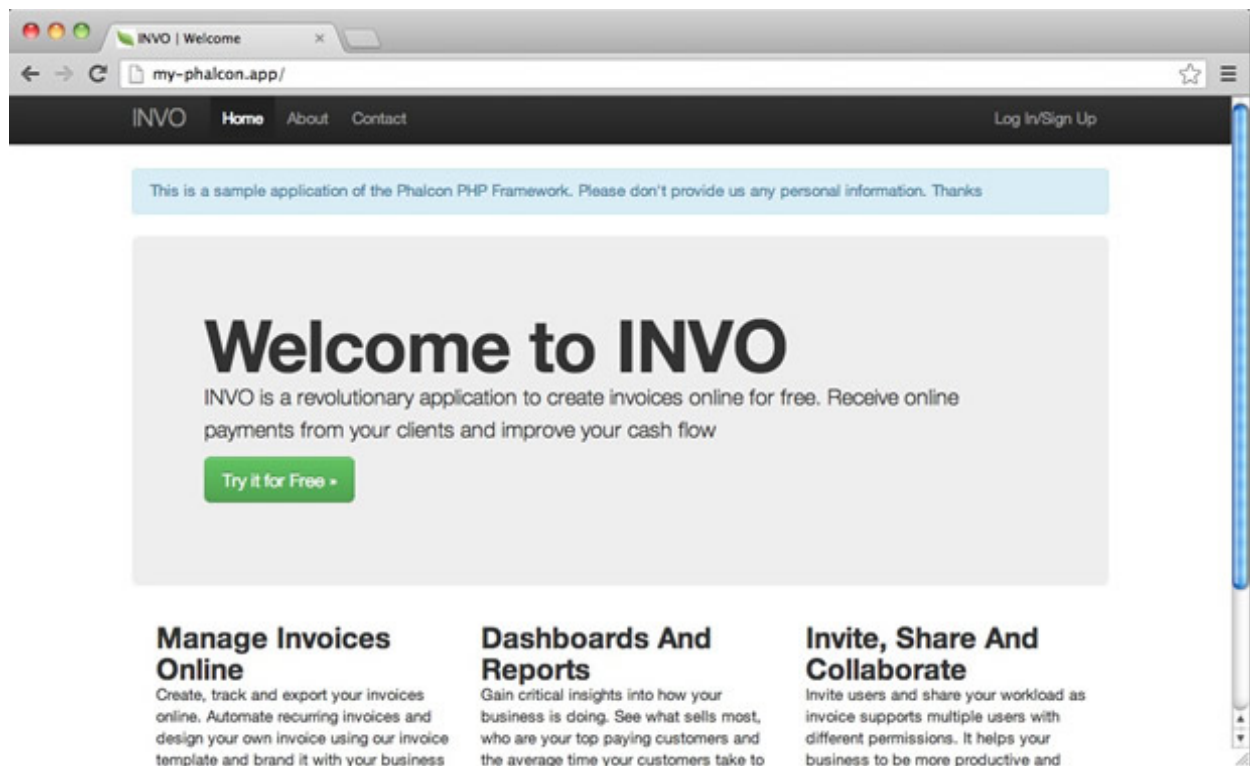 INVO | Welcome
my-phalcon.app/
INVO Home About Contact Log In/Sign Up
This is a sample application of the Phalcon PHP Framework. Please don't provide us any personal information. Thanks
Welcome to INVO
INVO is a revolutionary application to create invoices online for free. Receive online
payments from your clients and improve your cash flow
Try it for Free »
Manage Invoices
Online
Create, track and export your invoices
online. Automate recurring invoices and
design your own invoice using our invoice
template and brand it with your business
Dashboards And
Reports
Gain critical insights into how your
business is doing. See what sells most,
who are your top paying customers and
the average time your customers take to
Invite, Share And
Collaborate
Invite users and share your workload as
invoice supports multiple users with
different permissions. It helps your
business to be more productive and